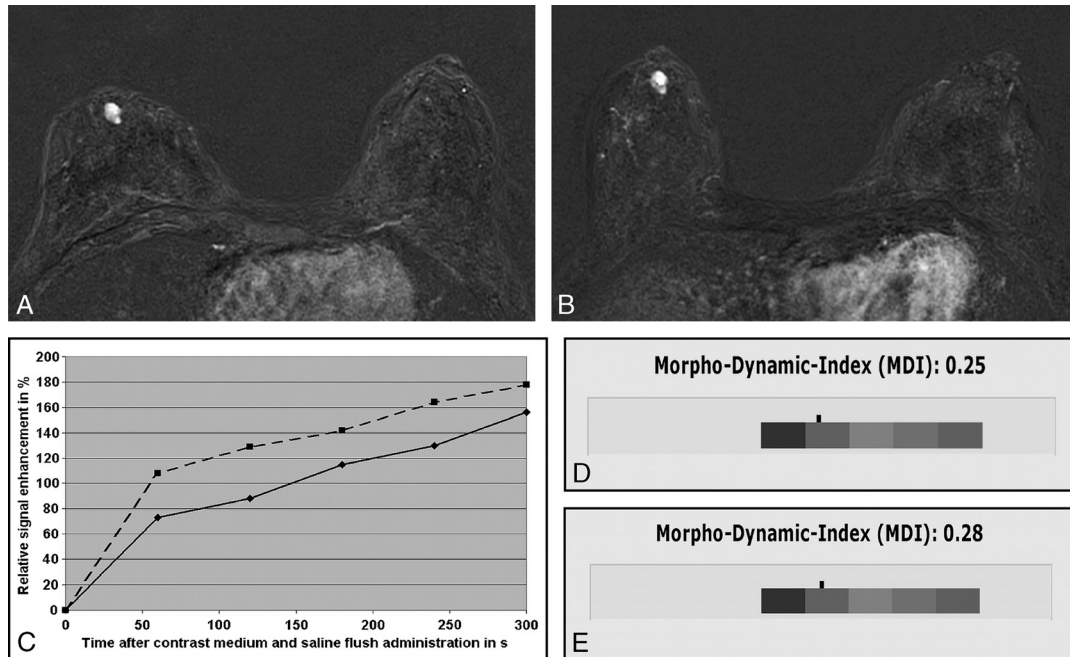 A
B
200
180
160
140
120
100
80
60
40
20
0
Relative signal enhancement in %
0 50 100 150 200 250 300
C Time after contrast medium and saline flush administration in s
Morpho-Dynamic-Index (MDI): 0.25
D
Morpho-Dynamic-Index (MDI): 0.28
E